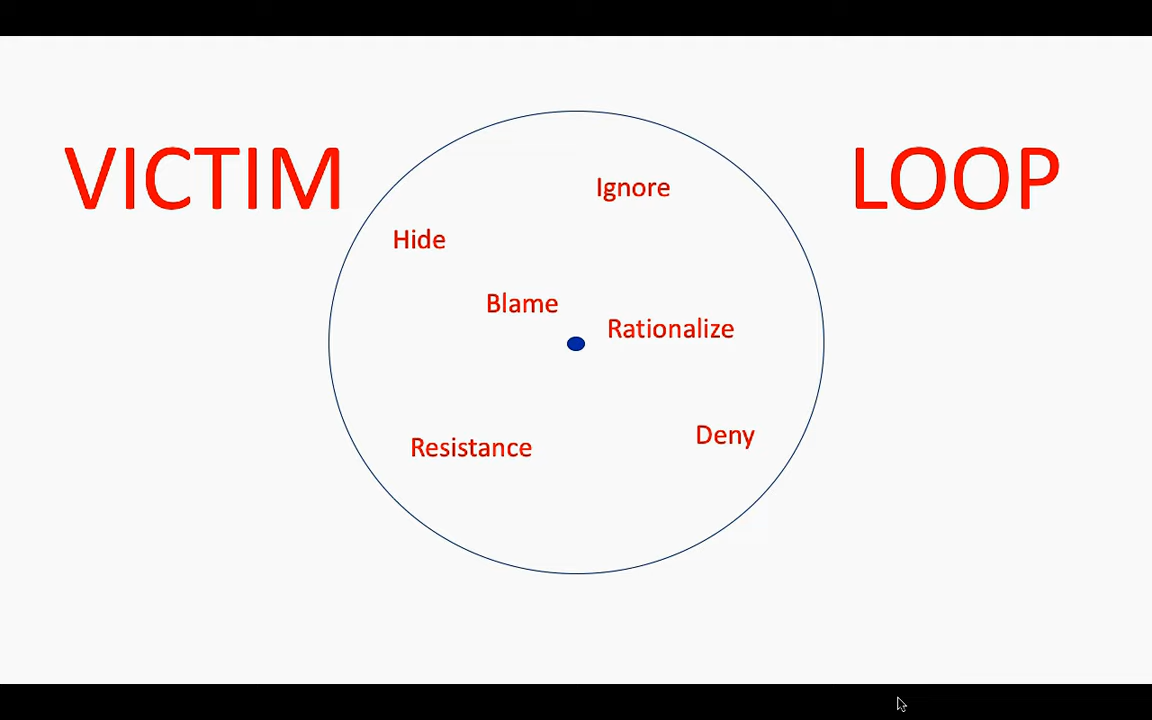 VICTIM
LOOP
Ignore
Hide
Blame
Rationalize
Deny
Resistance